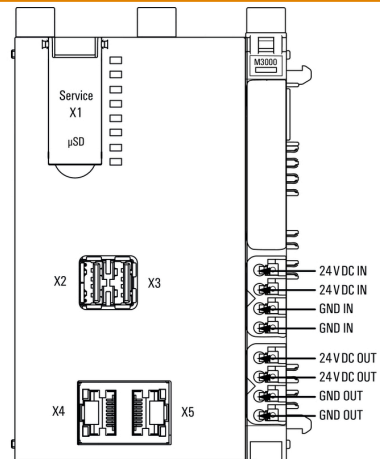 M3000
Service
X1
µSD
X2
X3
24 V DC IN
24 V DC IN
GND IN
GND IN
24 V DC OUT
24 V DC OUT
GND OUT
GND OUT
X4
X5